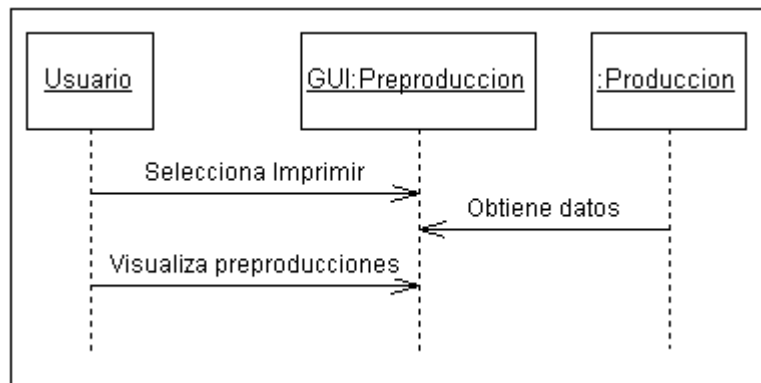 Usuario
GUI:Preproduccion
:Produccion
Selecciona Imprimir
Obtiene datos
Visualiza preproducciones